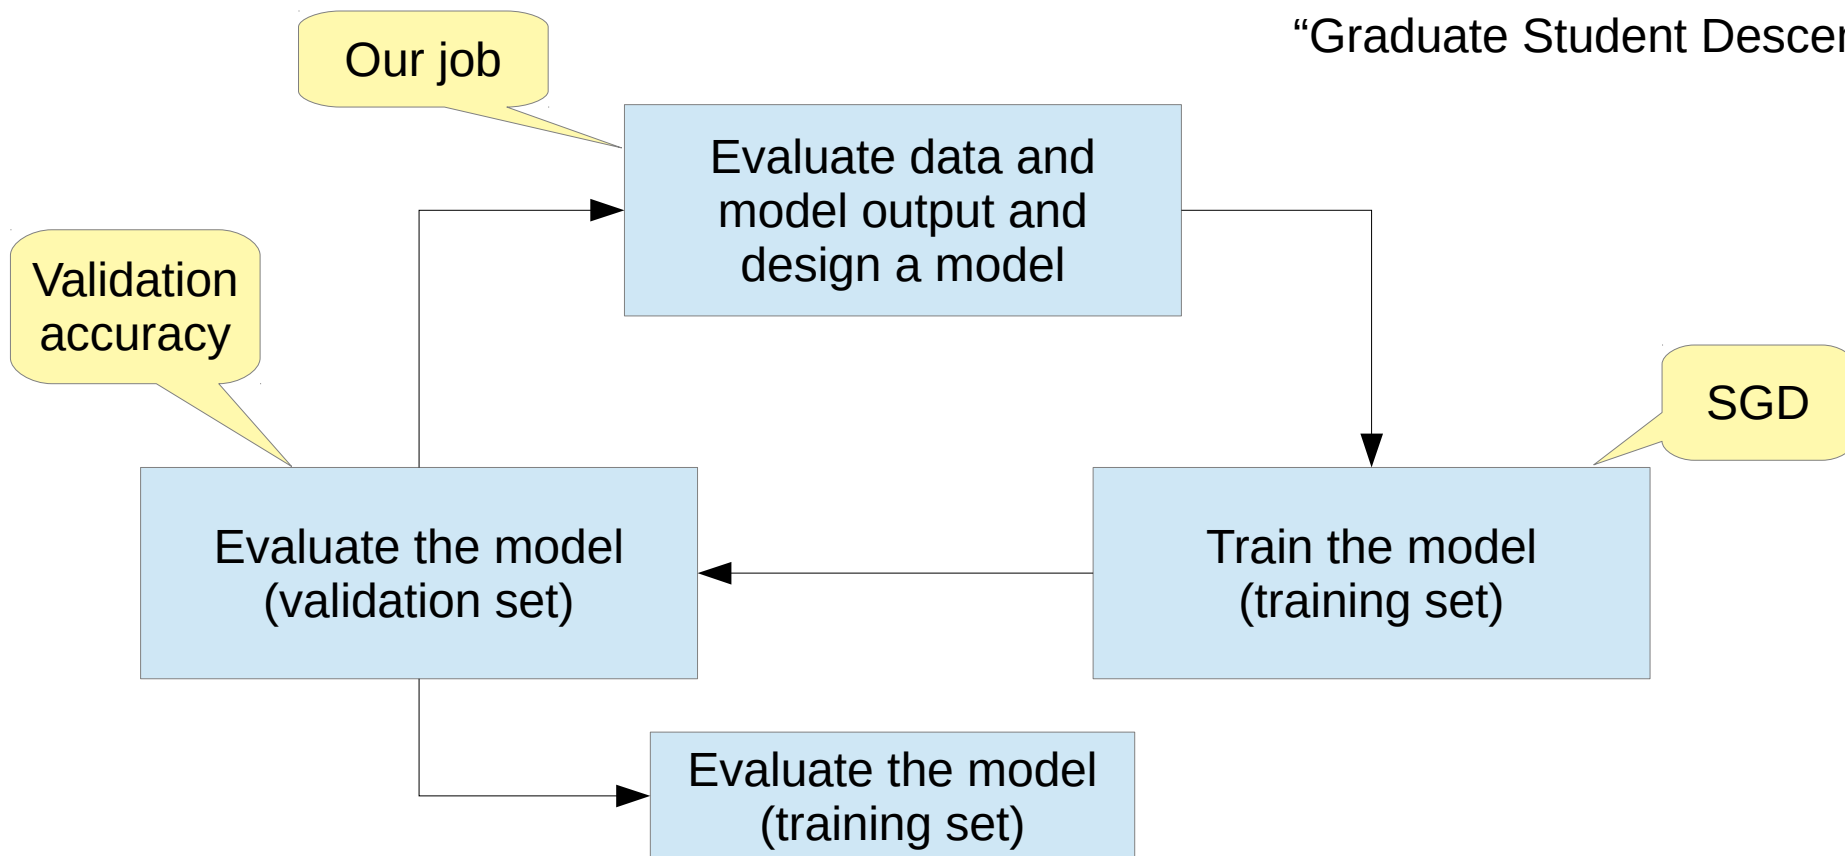 “Graduate Student Descen
Our job
Evaluate data and
model output and
design a model
Validation
accuracy
SGD
Evaluate the model
(validation set)
Train the model
(training set)
Evaluate the model
(training set)